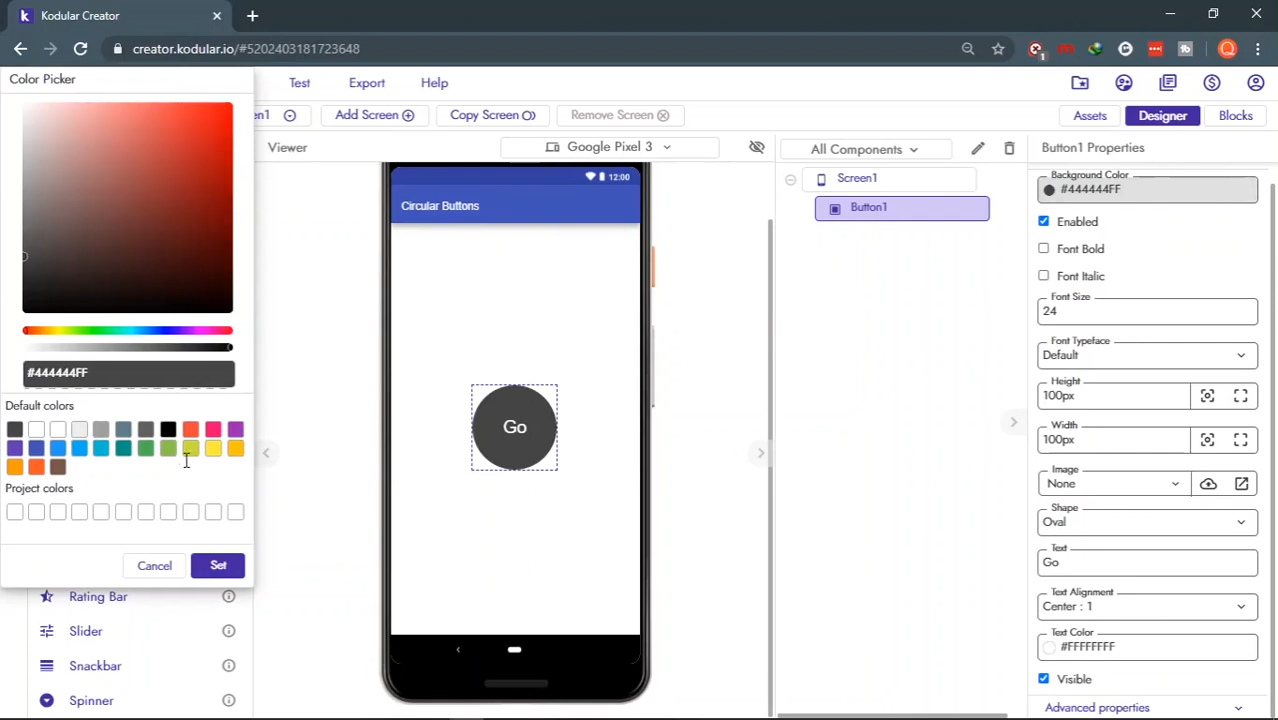 Kodular Creator
creator.kodular.io/#5202403181723648
Color Picker
Test
Export
Help
en1
Add Screen
Copy Screen
Remove Screen
Assets
Designer
Blocks
Viewer
Google Pixel 3
All Components
Button1 Properties
12:00
Circular Buttons
Go
Screen1
Button1
Background Color
#444444FF
Enabled
Font Bold
Font Italic
Font Size
24
Font Typeface
Default
Height
100px
Width
100px
Image
None
Shape
Oval
Text
Go
Text Alignment
Center : 1
Text Color
#FFFFFFFF
Visible
Advanced properties
#444444FF
Default colors
Project colors
Cancel
Set
Rating Bar
Slider
Snackbar
Spinner